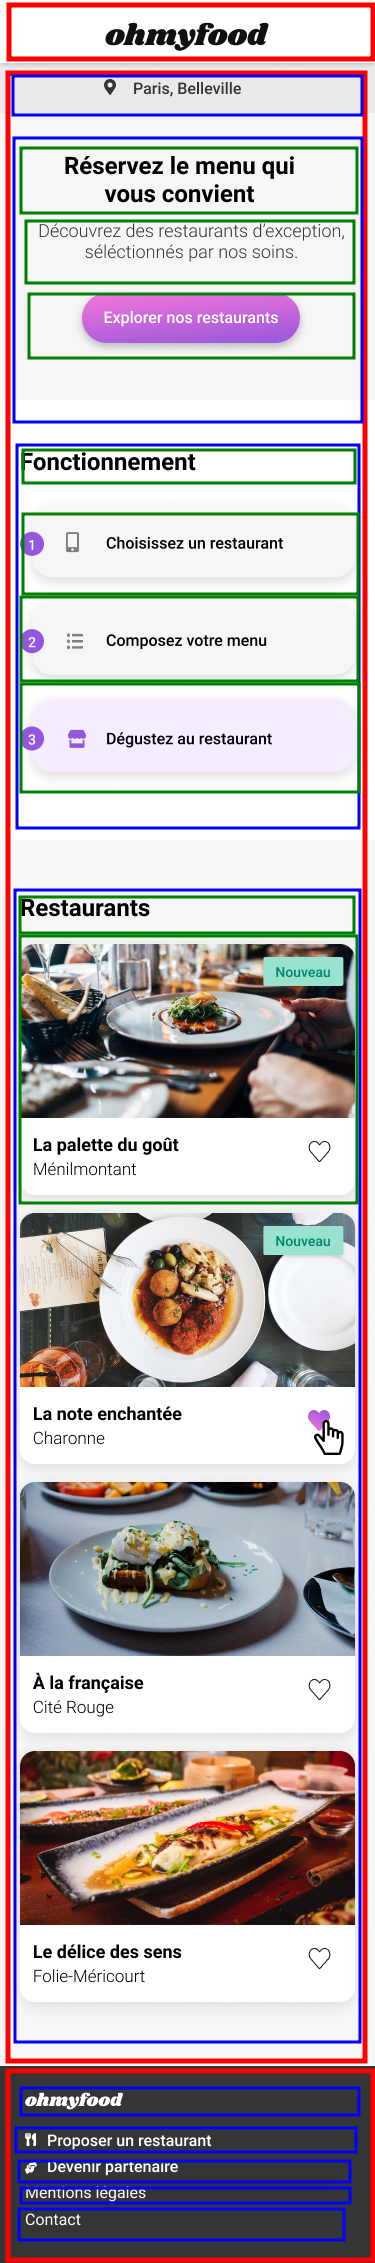 ohmyfood
Paris, Belleville
Réservez le menu qui
vous convient
Découvrez des restaurants d'exception,
séléctionnés par nos soins.
Explorer nos restaurants
Fonctionnement
1 Choisissez un restaurant
2 Composez votre menu
3 Dégustez au restaurant
Restaurants
Nouveau
La palette du goût
Ménilmontant
Nouveau
La note enchantée
Charonne
À la française
Cité Rouge
Le délice des sens
Folie-Méricourt
ohmyfood
Proposer un restaurant
Devenir partenaire
Mentions légales
Contact